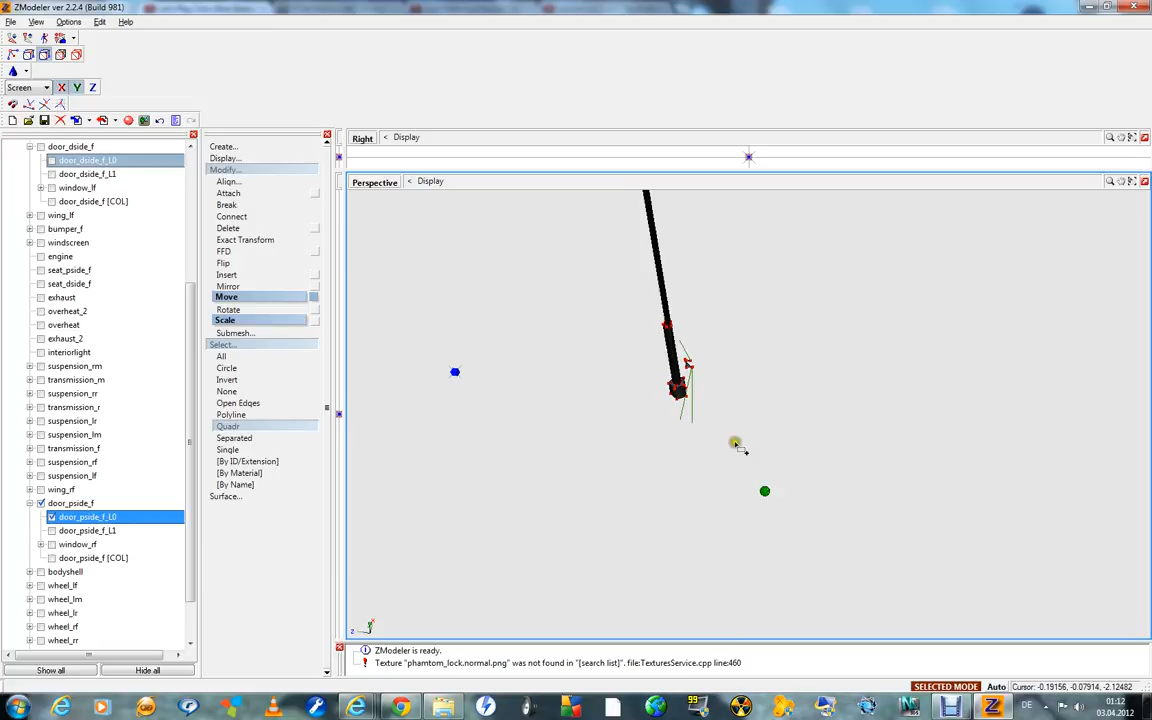 ZModeler ver 2.2.4 (Build 981)
File View Options Edit Help
Screen X Y Z
door_dside_f
door_dside_f_L0
door_dside_f_L1
window_lf
door_dside_f [COL]
wing_lf
bumper_f
windscreen
engine
seat_pside_f
seat_dside_f
exhaust
overheat_2
overheat
exhaust_2
interiorlight
suspension_rm
transmission_m
suspension_rr
transmission_r
suspension_lr
suspension_lm
transmission_f
suspension_rf
suspension_lf
wing_rf
door_pside_f
door_pside_f_L0
door_pside_f_L1
window_rf
door_pside_f [COL]
bodyshell
wheel_lf
wheel_lm
wheel_lr
wheel_rf
wheel_rr
Show all Hide all
Create...
Display...
Modify...
Align...
Attach
Break
Connect
Delete
Exact Transform
FFD
Flip
Insert
Mirror
Move
Rotate
Scale
Submesh...
Select...
All
Circle
Invert
None
Open Edges
Polyline
Quadr
Separated
Single
[By ID/Extension]
[By Material]
[By Name]
Surface...
Right < Display
Perspective < Display
z
ZModeler is ready.
Texture "phamtom_lock.normal.png" was not found in "[search list]". file:TexturesService.cpp line:460
SELECTED MODE Auto Cursor: -0.19156, -0.07914, -2.12482
99
DE
01:12
03.04.2012